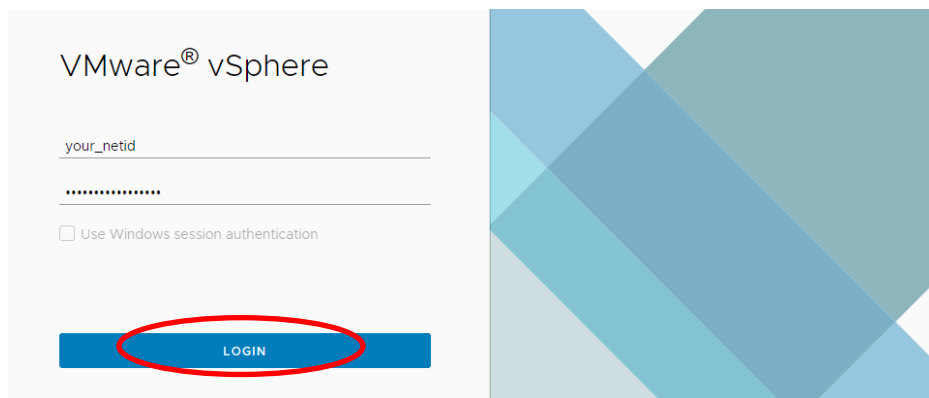 VMware® vSphere
your_netid
•••••••••••••••••
Use Windows session authentication
LOGIN